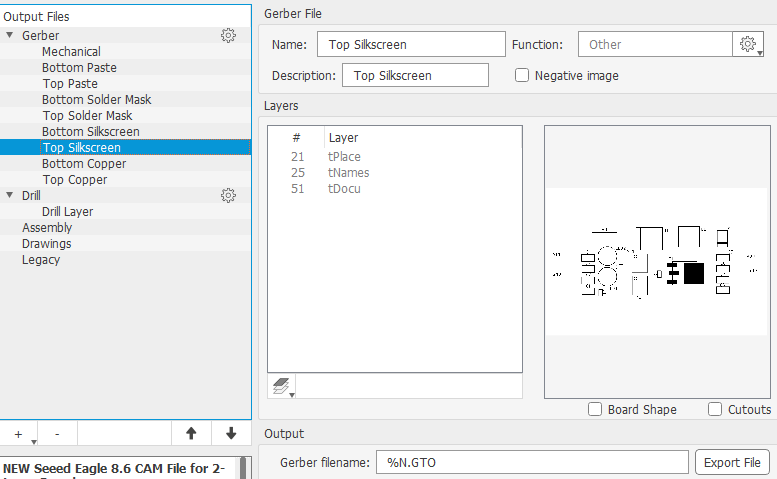 Output Files
Gerber
Mechanical
Bottom Paste
Top Paste
Bottom Solder Mask
Top Solder Mask
Bottom Silkscreen
Top Silkscreen
Bottom Copper
Top Copper
Drill
Drill Layer
Assembly
Drawings
Legacy
+ -
NEW Seeed Eagle 8.6 CAM File for 2-
Gerber File
Name: Top Silkscreen Function: Other
Description: Top Silkscreen Negative image
Layers
# Layer
21 tPlace
25 tNames
51 tDocu
Board Shape Cutouts
Output
Gerber filename: %N.GTO Export File